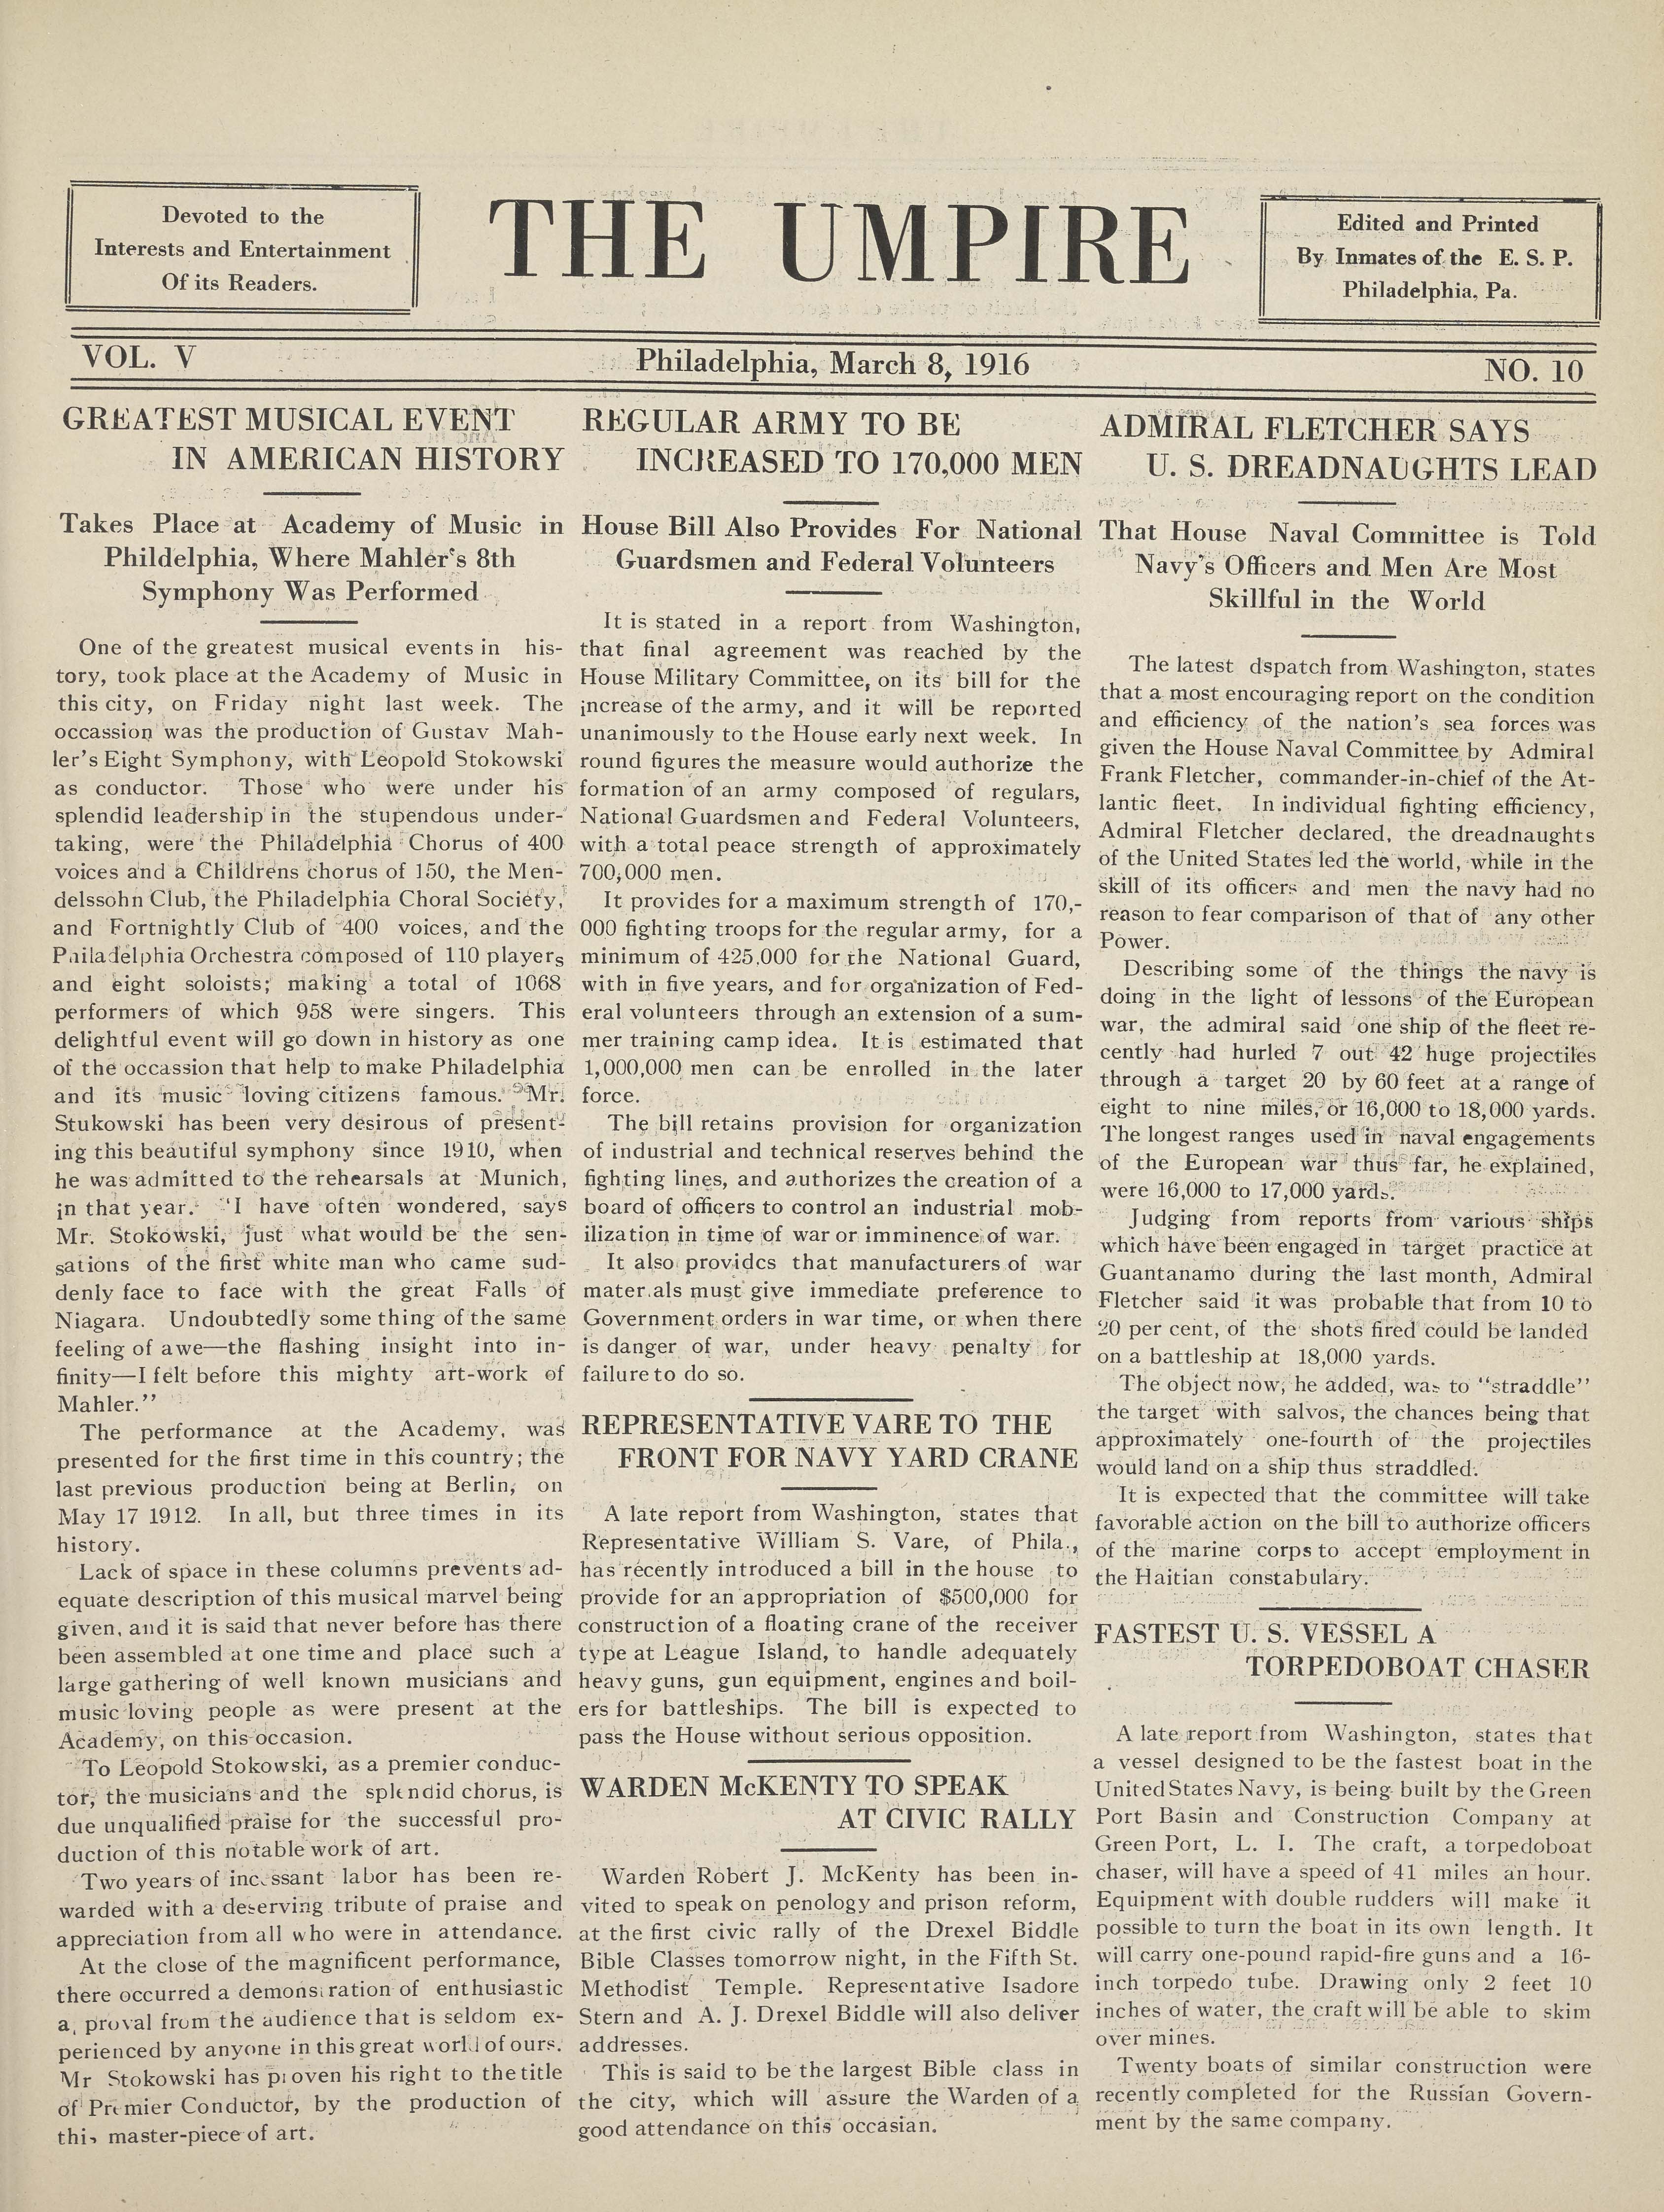 Devoted to the
Interests and Entertainment
Of its Readers.
THE UMPIRE
Edited and Printed
By Inmates of the E. S. P.
Philadelphia, Pa.
VOL. V
Philadelphia, March 8, 1916
NO. 10
GREATEST MUSICAL EVENT
IN AMERICAN HISTORY
Takes Place at Academy of Music in
Phildelphia, Where Mahler's 8th
Symphony Was Performed
One of the greatest musical events in his-
tory, took place at the Academy of Music in
this city, on Friday night last week. The
occassion was the production of Gustav Mah-
ler's Eight Symphony, with Leopold Stokowski
as conductor. Those who were under his
splendid leadership in the stupendous under-
taking, were the Philadelphia Chorus of 400
voices and a Childrens chorus of 150, the Men-
delssohn Club, the Philadelphia Choral Society,
and Fortnightly Club of 400 voices, and the
Philadelphia Orchestra composed of 110 players
and eight soloists; making a total of 1068
performers of which 958 were singers. This
delightful event will go down in history as one
of the occassion that help to make Philadelphia
and its music loving citizens famous. Mr.
Stukowski has been very desirous of present-
ing this beautiful symphony since 1910, when
he was admitted to the rehearsals at Munich,
in that year. "I have often wondered, says
Mr. Stokowski, just what would be the sen-
sations of the first white man who came sud-
denly face to face with the great Falls of
Niagara. Undoubtedly some thing of the same
feeling of awe—the flashing insight into in-
finity—I felt before this mighty art-work of
Mahler."
The performance at the Academy, was
presented for the first time in this country; the
last previous production being at Berlin, on
May 17 1912. In all, but three times in its
history.
Lack of space in these columns prevents ad-
equate description of this musical marvel being
given, and it is said that never before has there
been assembled at one time and place such a
large gathering of well known musicians and
music loving people as were present at the
Academy, on this occasion.
To Leopold Stokowski, as a premier conduc-
tor, the musicians and the splendid chorus, is
due unqualified praise for the successful pro-
duction of this notable work of art.
Two years of incessant labor has been re-
warded with a deserving tribute of praise and
appreciation from all who were in attendance.
At the close of the magnificent performance,
there occurred a demonstration of enthusiastic
a, proval from the audience that is seldom ex-
perienced by anyone in this great world of ours.
Mr Stokowski has proven his right to the title
of Premier Conductor, by the production of
this master-piece of art.
REGULAR ARMY TO BE
INCREASED TO 170,000 MEN
House Bill Also Provides For National
Guardsmen and Federal Volunteers
It is stated in a report from Washington,
that final agreement was reached by the
House Military Committee, on its bill for the
increase of the army, and it will be reported
unanimously to the House early next week. In
round figures the measure would authorize the
formation of an army composed of regulars,
National Guardsmen and Federal Volunteers,
with a total peace strength of approximately
700,000 men.
It provides for a maximum strength of 170,-
000 fighting troops for the regular army, for a
minimum of 425,000 for the National Guard,
with in five years, and for organization of Fed-
eral volunteers through an extension of a sum-
mer training camp idea. It is estimated that
1,000,000 men can be enrolled in the later
force.
The bill retains provision for organization
of industrial and technical reserves behind the
fighting lines, and authorizes the creation of a
board of officers to control an industrial mob-
ilization in time of war or imminence of war.
It also provides that manufacturers of war
materials must give immediate preference to
Government orders in war time, or when there
is danger of war, under heavy penalty for
failure to do so.
REPRESENTATIVE VARE TO THE
FRONT FOR NAVY YARD CRANE
A late report from Washington, states that
Representative William S. Vare, of Phila.,
has recently introduced a bill in the house to
provide for an appropriation of $500,000 for
construction of a floating crane of the receiver
type at League Island, to handle adequately
heavy guns, gun equipment, engines and boil-
ers for battleships. The bill is expected to
pass the House without serious opposition.
WARDEN McKENTY TO SPEAK
AT CIVIC RALLY
Warden Robert J. McKenty has been in-
vited to speak on penology and prison reform,
at the first civic rally of the Drexel Biddle
Bible Classes tomorrow night, in the Fifth St.
Methodist Temple. Representative Isadore
Stern and A. J. Drexel Biddle will also deliver
addresses.
This is said to be the largest Bible class in
the city, which will assure the Warden of a
good attendance on this occasian.
ADMIRAL FLETCHER SAYS
U. S. DREADNAUGHTS LEAD
That House Naval Committee is Told
Navy's Officers and Men Are Most
Skillful in the World
The latest dspatch from Washington, states
that a most encouraging report on the condition
and efficiency of the nation's sea forces was
given the House Naval Committee by Admiral
Frank Fletcher, commander-in-chief of the At-
lantic fleet. In individual fighting efficiency,
Admiral Fletcher declared, the dreadnaughts
of the United States led the world, while in the
skill of its officers and men the navy had no
reason to fear comparison of that of any other
Power.
Describing some of the things the navy is
doing in the light of lessons of the European
war, the admiral said one ship of the fleet re-
cently had hurled 7 out 42 huge projectiles
through a target 20 by 60 feet at a range of
eight to nine miles, or 16,000 to 18,000 yards.
The longest ranges used in naval engagements
of the European war thus far, he explained,
were 16,000 to 17,000 yards.
Judging from reports from various ships
which have been engaged in target practice at
Guantanamo during the last month, Admiral
Fletcher said it was probable that from 10 to
20 per cent, of the shots fired could be landed
on a battleship at 18,000 yards.
The object now, he added, was to "straddle"
the target with salvos, the chances being that
approximately one-fourth of the projectiles
would land on a ship thus straddled.
It is expected that the committee will take
favorable action on the bill to authorize officers
of the marine corps to accept employment in
the Haitian constabulary.
FASTEST U. S. VESSEL A
TORPEDOBOAT CHASER
A late report from Washington, states that
a vessel designed to be the fastest boat in the
United States Navy, is being built by the Green
Port Basin and Construction Company at
Green Port, L. I. The craft, a torpedoboat
chaser, will have a speed of 41 miles an hour.
Equipment with double rudders will make it
possible to turn the boat in its own length. It
will carry one-pound rapid-fire guns and a 16-
inch torpedo tube. Drawing only 2 feet 10
inches of water, the craft will be able to skim
over mines.
Twenty boats of similar construction were
recently completed for the Russian Govern-
ment by the same company.